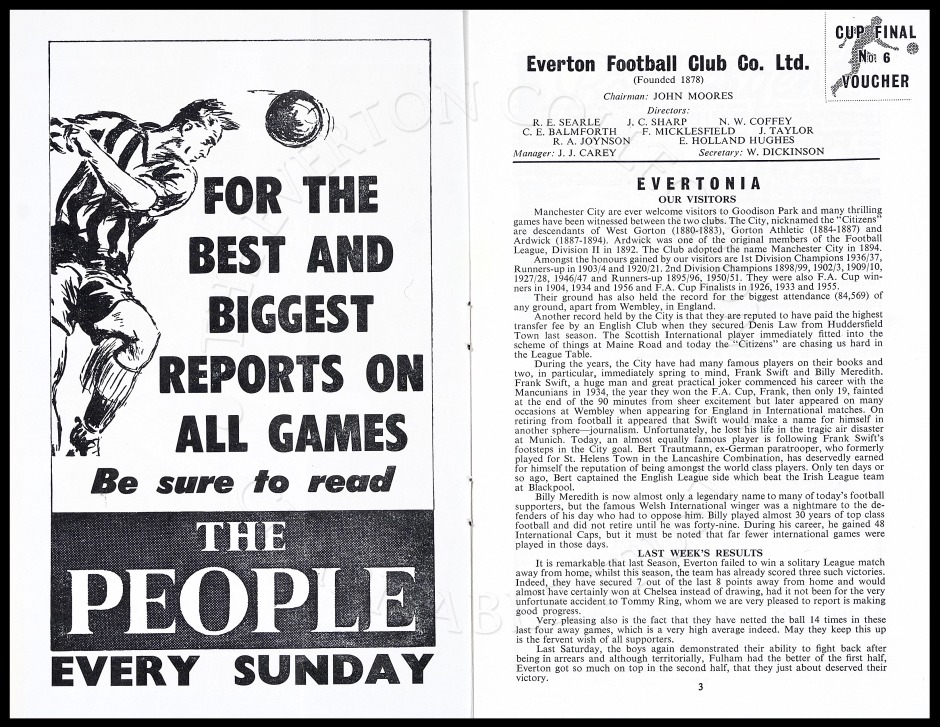 FOR THE
BEST AND
BIGGEST
REPORTS ON
ALL GAMES
Be sure to read
THE
PEOPLE
EVERY SUNDAY
CUP FINAL
No: 6
VOUCHER
Everton Football Club Co. Ltd.
(Founded 1878)
Chairman: JOHN MOORES
Directors:
R. E. SEARLE J. C. SHARP N. W. COFFEY
C. E. BALMFORTH F. MICKLESFIELD J. TAYLOR
R. A. JOYNSON E. HOLLAND HUGHES
Manager: J. J. CAREY Secretary: W. DICKINSON
EVERTONIA
OUR VISITORS
Manchester City are ever welcome visitors to Goodison Park and many thrilling
games have been witnessed between the two clubs. The City, nicknamed the "Citizens"
are descendants of West Gorton (1880-1883), Gorton Athletic (1884-1887) and
Ardwick (1887-1894). Ardwick was one of the original members of the Football
League, Division II in 1892. The Club adopted the name Manchester City in 1894.
Amongst the honours gained by our visitors are 1st Division Champions 1936/37,
Runners-up in 1903/4 and 1920/21. 2nd Division Champions 1898/99, 1902/3, 1909/10,
1927/28, 1946/47 and Runners-up 1895/96, 1950/51. They were also F.A. Cup win-
ners in 1904, 1934 and 1956 and F.A. Cup Finalists in 1926, 1933 and 1955.
Their ground has also held the record for the biggest attendance (84,569) of
any ground, apart from Wembley, in England.
Another record held by the City is that they are reputed to have paid the highest
transfer fee by an English Club when they secured Denis Law from Huddersfield
Town last season. The Scottish International player immediately fitted into the
scheme of things at Maine Road and today the "Citizens" are chasing us hard in
the League Table.
During the years, the City have had many famous players on their books and
two, in particular, immediately spring to mind, Frank Swift and Billy Meredith.
Frank Swift, a huge man and great practical joker commenced his career with the
Mancunians in 1934, the year they won the F.A. Cup, Frank, then only 19, fainted
at the end of the 90 minutes from sheer excitement but later appeared on many
occasions at Wembley when appearing for England in International matches. On
retiring from football it appeared that Swift would make a name for himself in
another sphere—journalism. Unfortunately, he lost his life in the tragic air disaster
at Munich. Today, an almost equally famous player is following Frank Swift's
footsteps in the City goal. Bert Trautmann, ex-German paratrooper, who formerly
played for St. Helens Town in the Lancashire Combination, has deservedly earned
for himself the reputation of being amongst the world class players. Only ten days or
so ago, Bert captained the English League side which beat the Irish League team
at Blackpool.
Billy Meredith is now almost only a legendary name to many of today's football
supporters, but the famous Welsh International winger was a nightmare to the de-
fenders of his day who had to oppose him. Billy played almost 30 years of top class
football and did not retire until he was forty-nine. During his career, he gained 48
International Caps, but it must be noted that far fewer international games were
played in those days.
LAST WEEK'S RESULTS
It is remarkable that last Season, Everton failed to win a solitary League match
away from home, whilst this season, the team has already scored three such victories.
Indeed, they have secured 7 out of the last 8 points away from home and would
almost have certainly won at Chelsea instead of drawing, had it not been for the very
unfortunate accident to Tommy Ring, whom we are very pleased to report is making
good progress.
Very pleasing also is the fact that they have netted the ball 14 times in these
last four away games, which is a very high average indeed. May they keep this up
is the fervent wish of all supporters.
Last Saturday, the boys again demonstrated their ability to fight back after
being in arrears and although territorially, Fulham had the better of the first half,
Everton got so much on top in the second half, that they just about deserved their
victory.
3